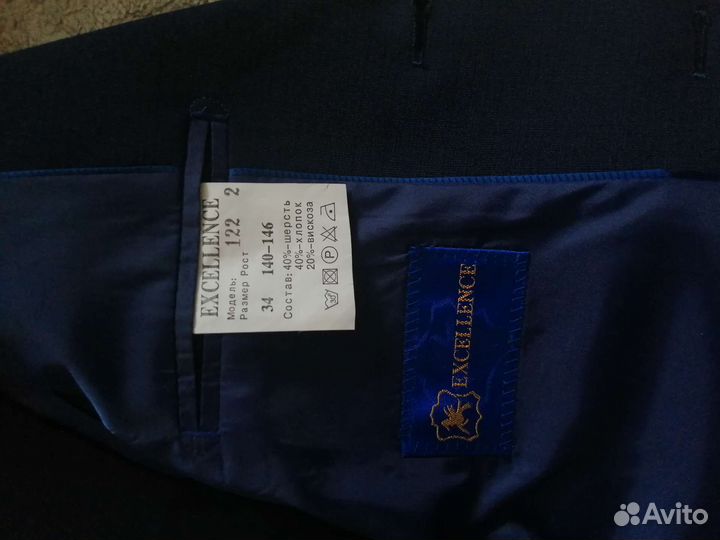 EXCELLENCE
Модель: 122 2
Размер Рост
34 140-146
Состав: 40%-шерсть
40%-хлопок
20%-вискоза
P
EXCELLENCE
Avito